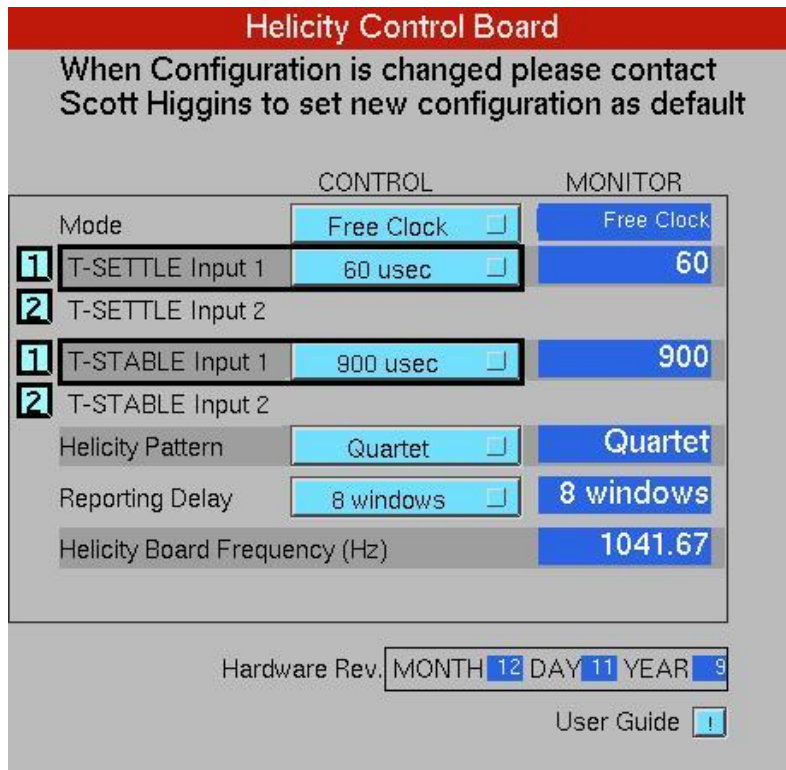 Helicity Control Board
When Configuration is changed please contact
Scott Higgins to set new configuration as default
CONTROL MONITOR
Mode Free Clock Free Clock
1 T-SETTLE Input 1 60 usec 60
2 T-SETTLE Input 2
1 T-STABLE Input 1 900 usec 900
2 T-STABLE Input 2
Helicity Pattern Quartet Quartet
Reporting Delay 8 windows 8 windows
Helicity Board Frequency (Hz) 1041.67
Hardware Rev. MONTH 12 DAY 11 YEAR 9
User Guide !